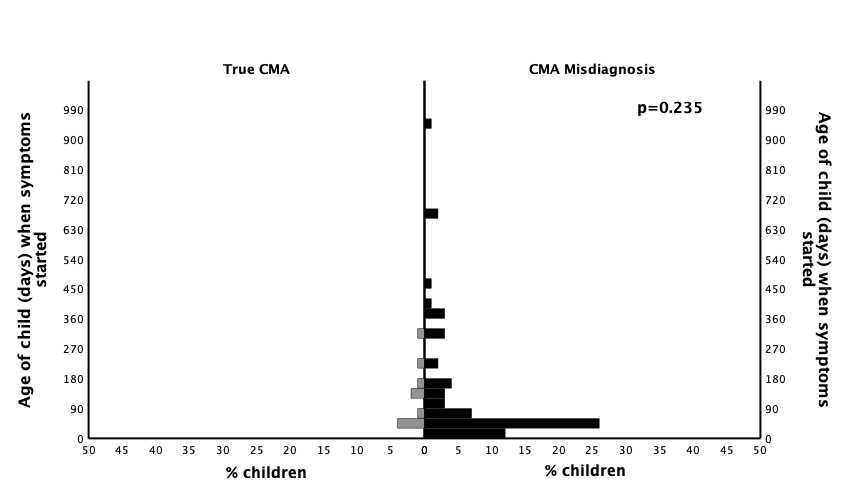 True CMA
CMA Misdiagnosis
p=0.235
Age of child (days) when symptoms
started
990
900
810
720
630
540
450
360
270
180
90
0
990
900
810
720
630
540
450
360
270
180
90
0
Age of child (days) when symptoms
started
50 45 40 35 30 25 20 15 10 5 0 5 10 15 20 25 30 35 40 45 50
% children
% children